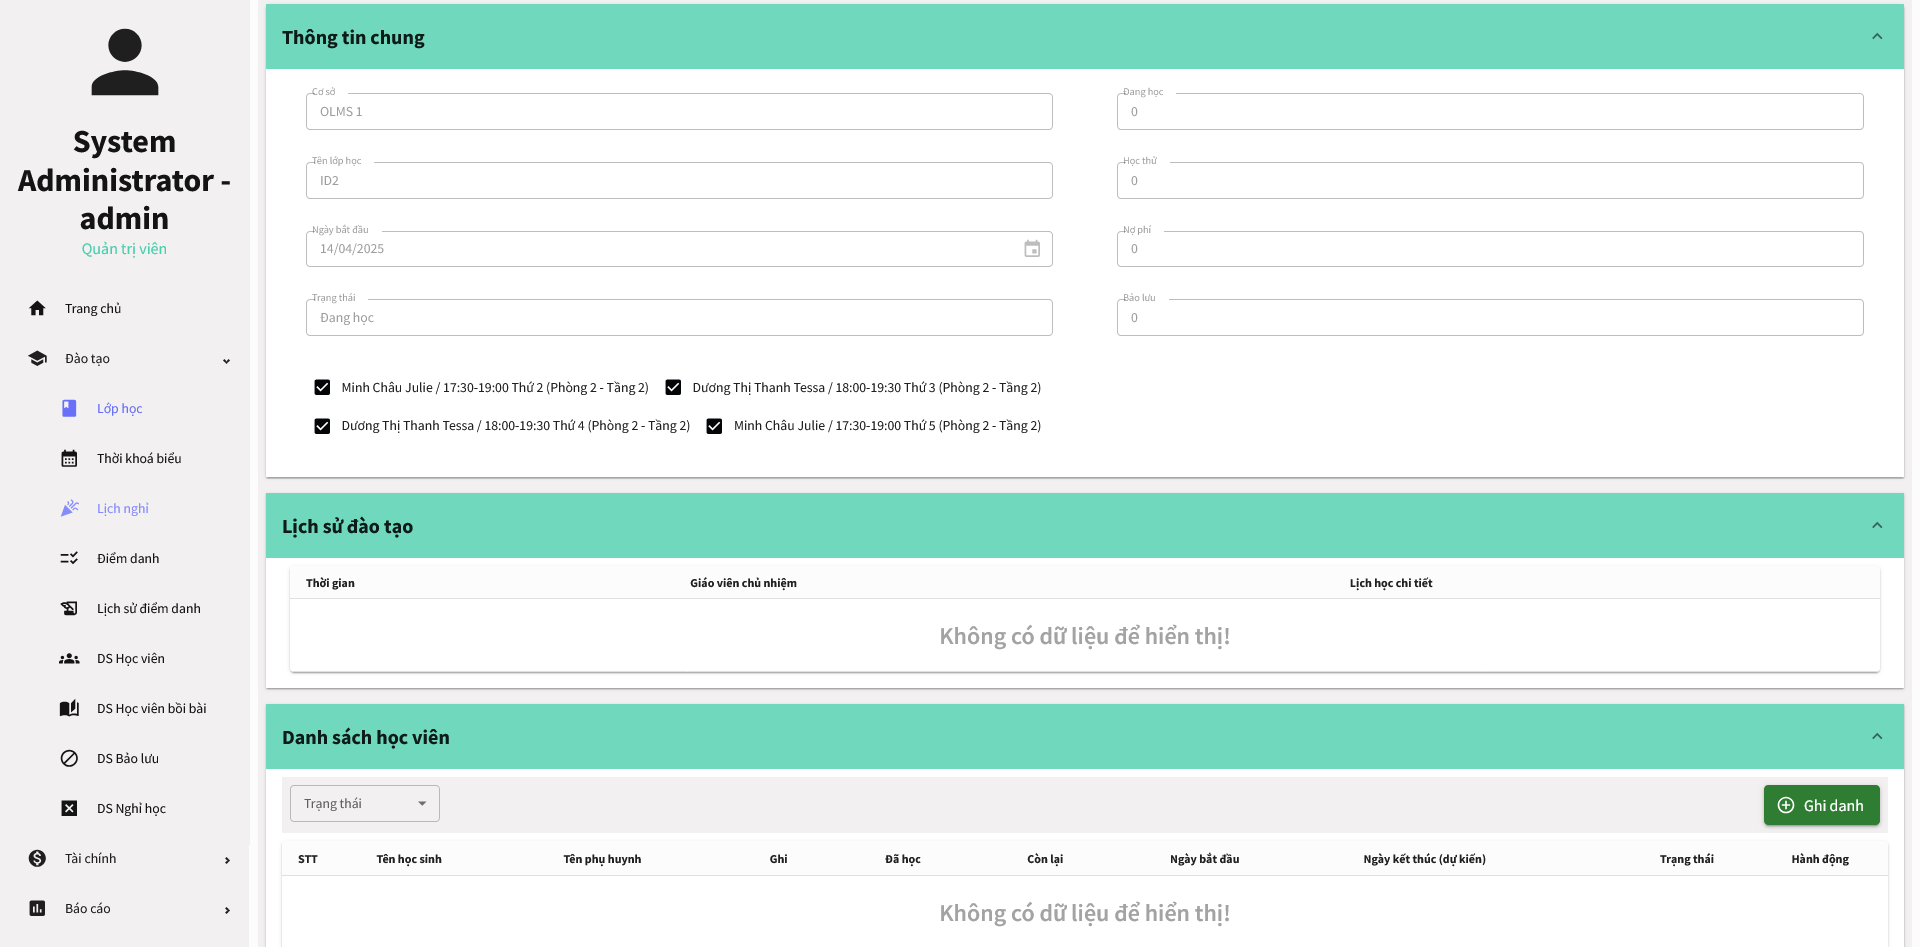 System
Administrator -
admin
Quản trị viên
Trang chủ
Đào tạo
Lớp học
Thời khoá biểu
Lịch nghỉ
Điểm danh
Lịch sử điểm danh
DS Học viên
DS Học viên bồi bài
DS Bảo lưu
DS Nghỉ học
Tài chính
Báo cáo
Thông tin chung
Cơ sở
OLMS 1
Đang học
0
Tên lớp học
ID2
Học thử
0
Ngày bắt đầu
14/04/2025
Nợ phí
0
Trạng thái
Đang học
Bảo lưu
0
Minh Châu Julie / 17:30-19:00 Thứ 2 (Phòng 2 - Tầng 2)
Dương Thị Thanh Tessa / 18:00-19:30 Thứ 3 (Phòng 2 - Tầng 2)
Dương Thị Thanh Tessa / 18:00-19:30 Thứ 4 (Phòng 2 - Tầng 2)
Minh Châu Julie / 17:30-19:00 Thứ 5 (Phòng 2 - Tầng 2)
Lịch sử đào tạo
Thời gian
Giáo viên chủ nhiệm
Lịch học chi tiết
Không có dữ liệu để hiển thị!
Danh sách học viên
Trạng thái
Ghi danh
STT
Tên học sinh
Tên phụ huynh
Ghi
Đã học
Còn lại
Ngày bắt đầu
Ngày kết thúc (dự kiến)
Trạng thái
Hành động
Không có dữ liệu để hiển thị!